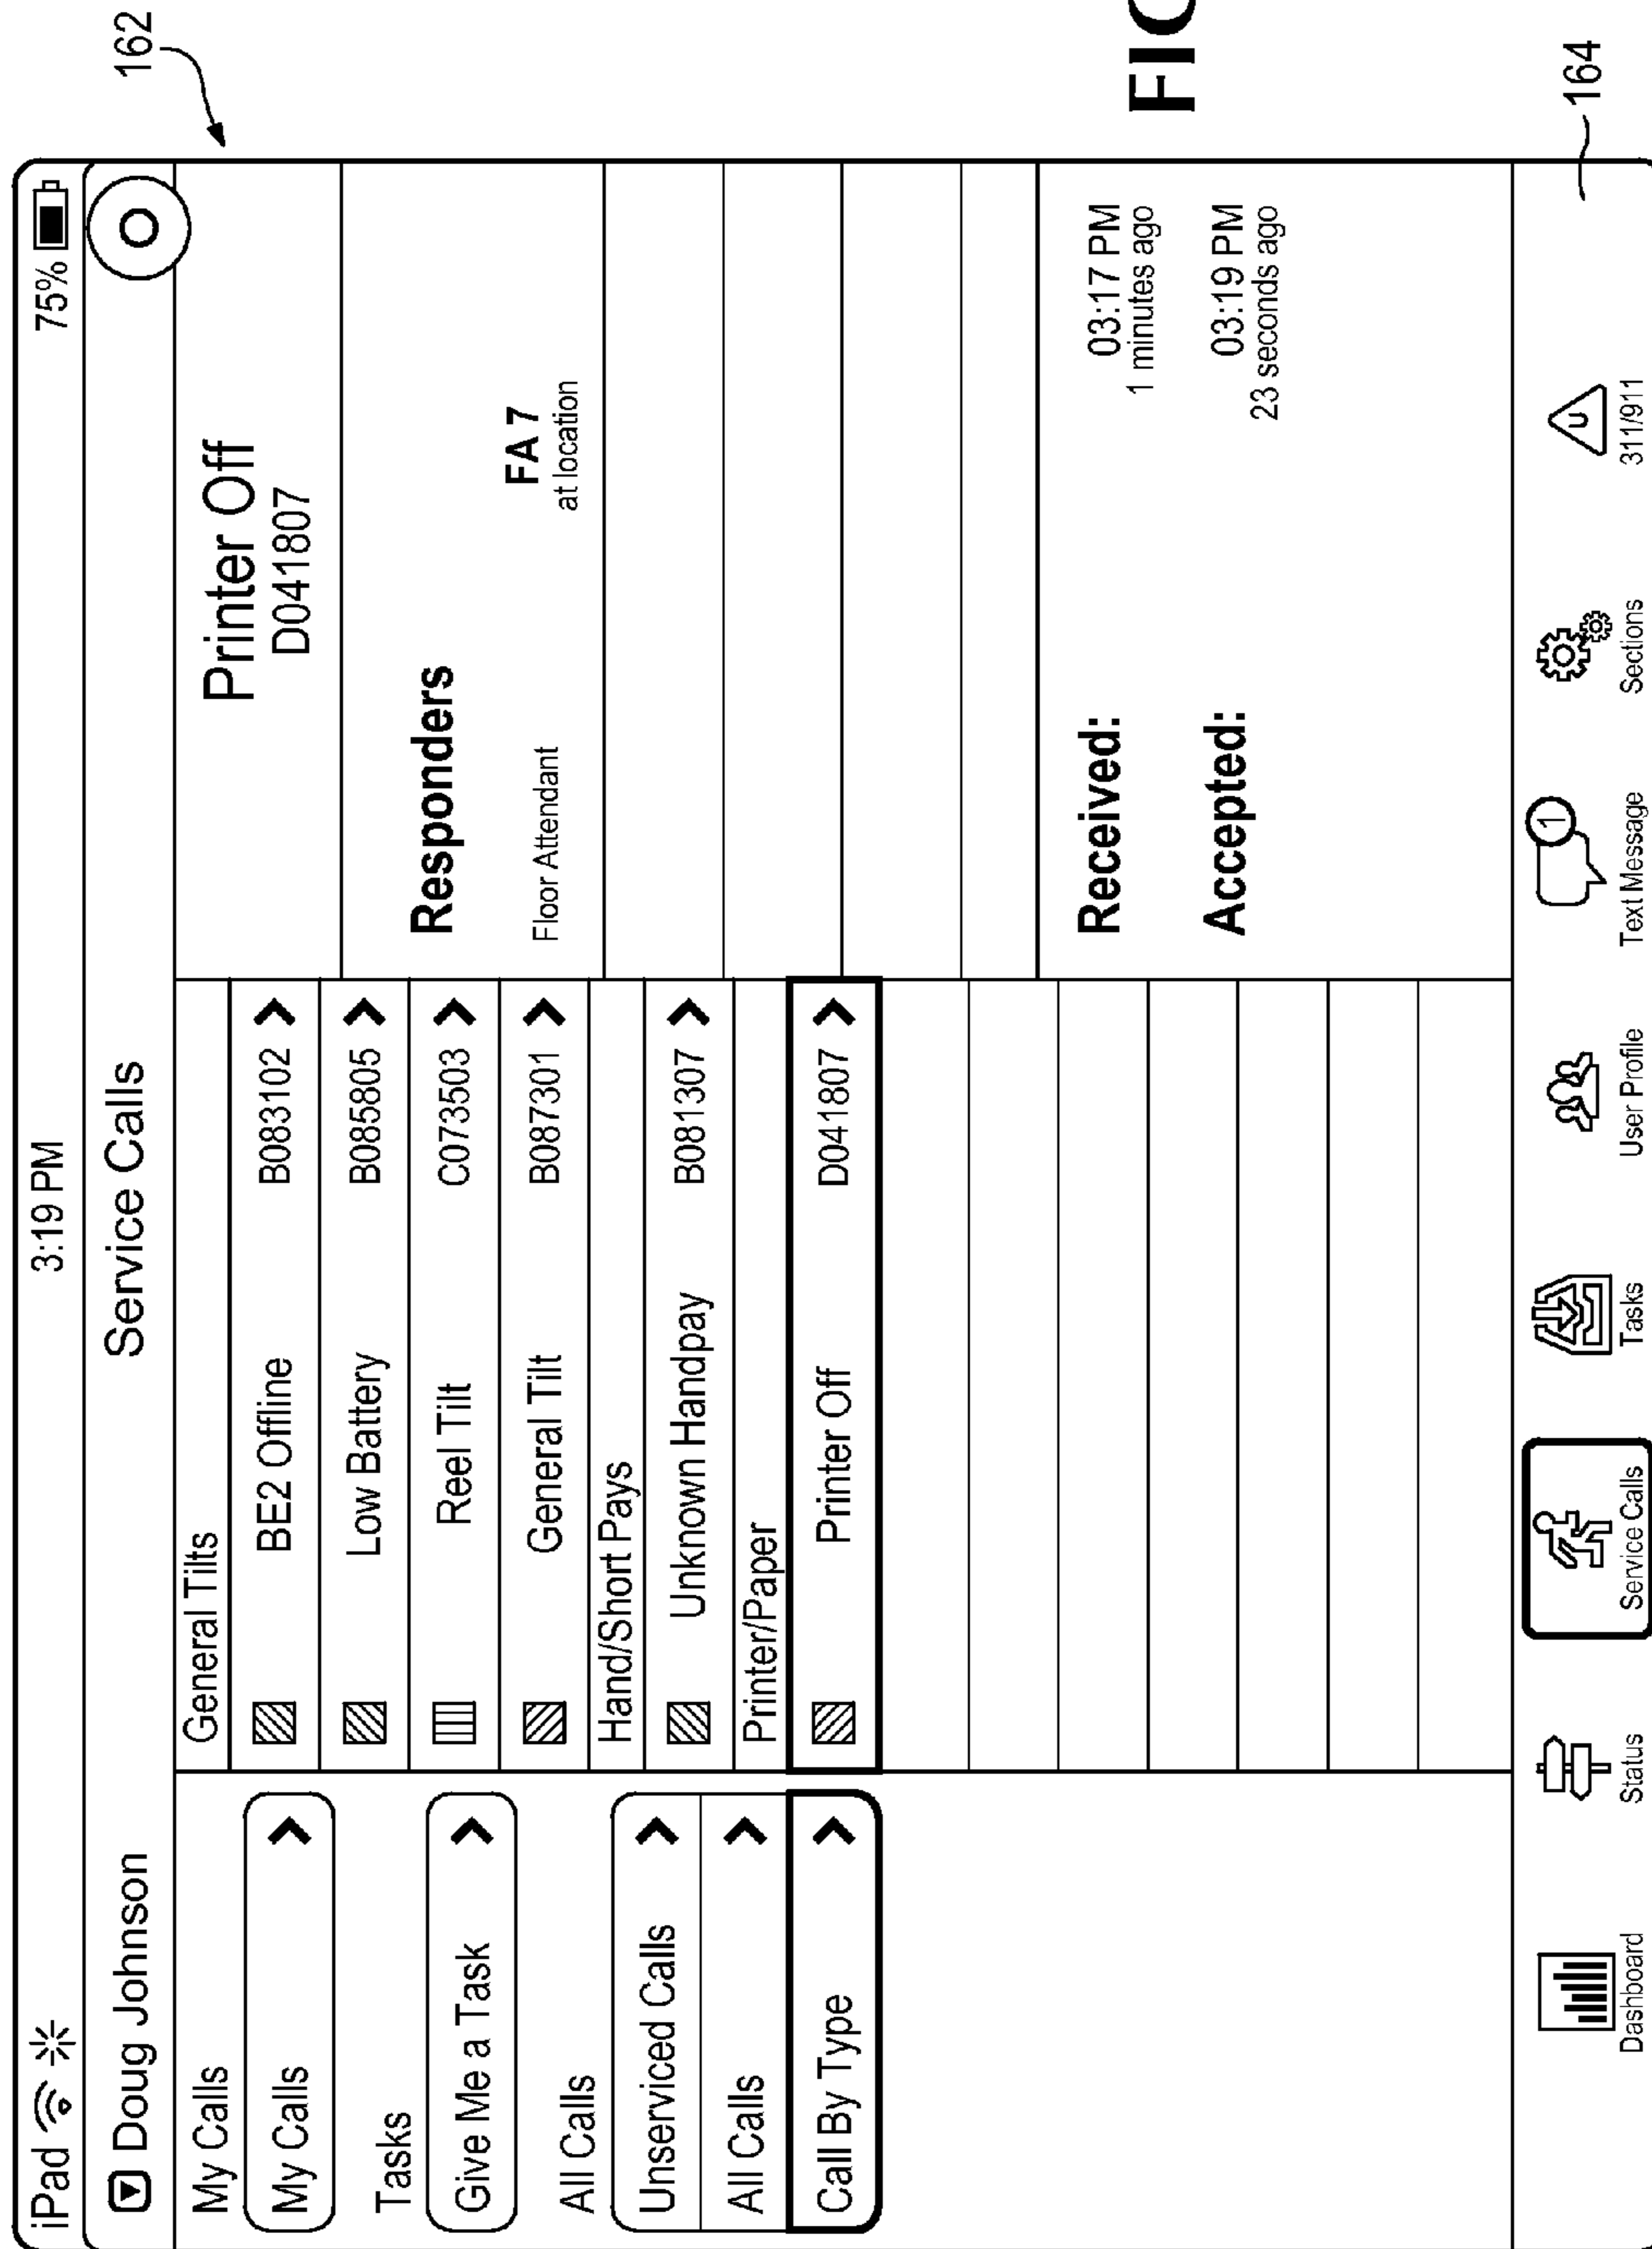 iPad 3:19 PM 75%
Doug Johnson Service Calls
162
My Calls
My Calls
Tasks
Give Me a Task
All Calls
Unserviced Calls
All Calls
Call By Type
General Tilts
BE2 Offline B083102
Low Battery B085805
Reel Tilt C073503
General Tilt B087301
Hand/Short Pays
Unknown Handpay B081307
Printer/Paper
Printer Off D041807
Printer Off
D041807
Responders
Floor Attendant FA 7
at location
Received: 03:17 PM
1 minutes ago
Accepted: 03:19 PM
23 seconds ago
Dashboard
Status
Service Calls
Tasks
User Profile
1
Text Message
Sections
U
311/911
164